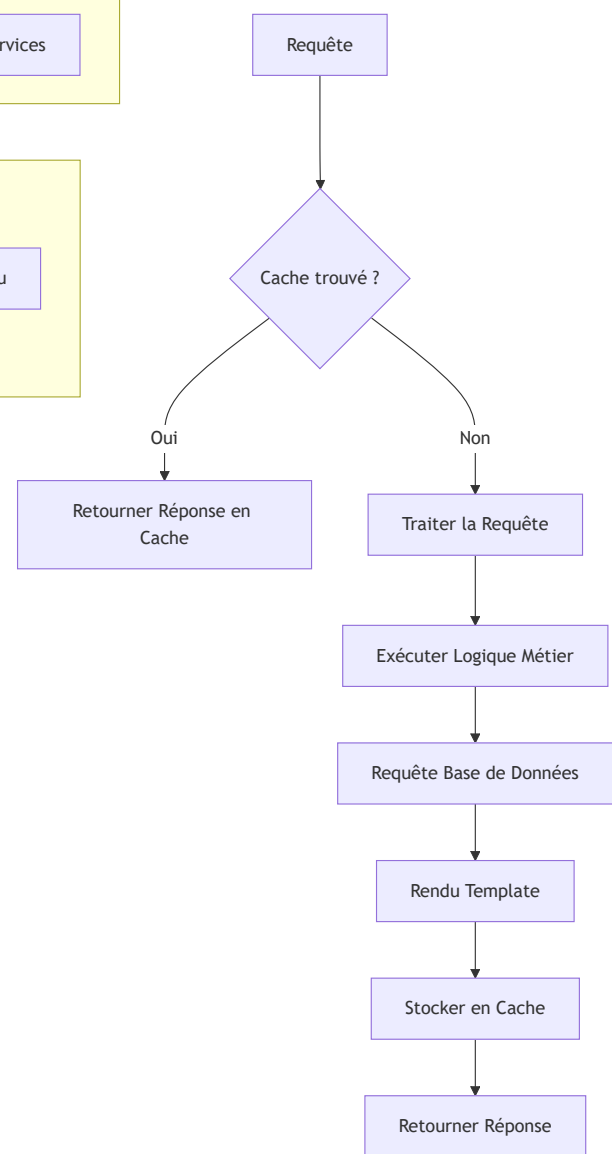 Requête
Cache trouvé ?
Oui
Non
Retourner Réponse en
Cache
Traiter la Requête
Exécuter Logique Métier
Requête Base de Données
Rendu Template
Stocker en Cache
Retourner Réponse